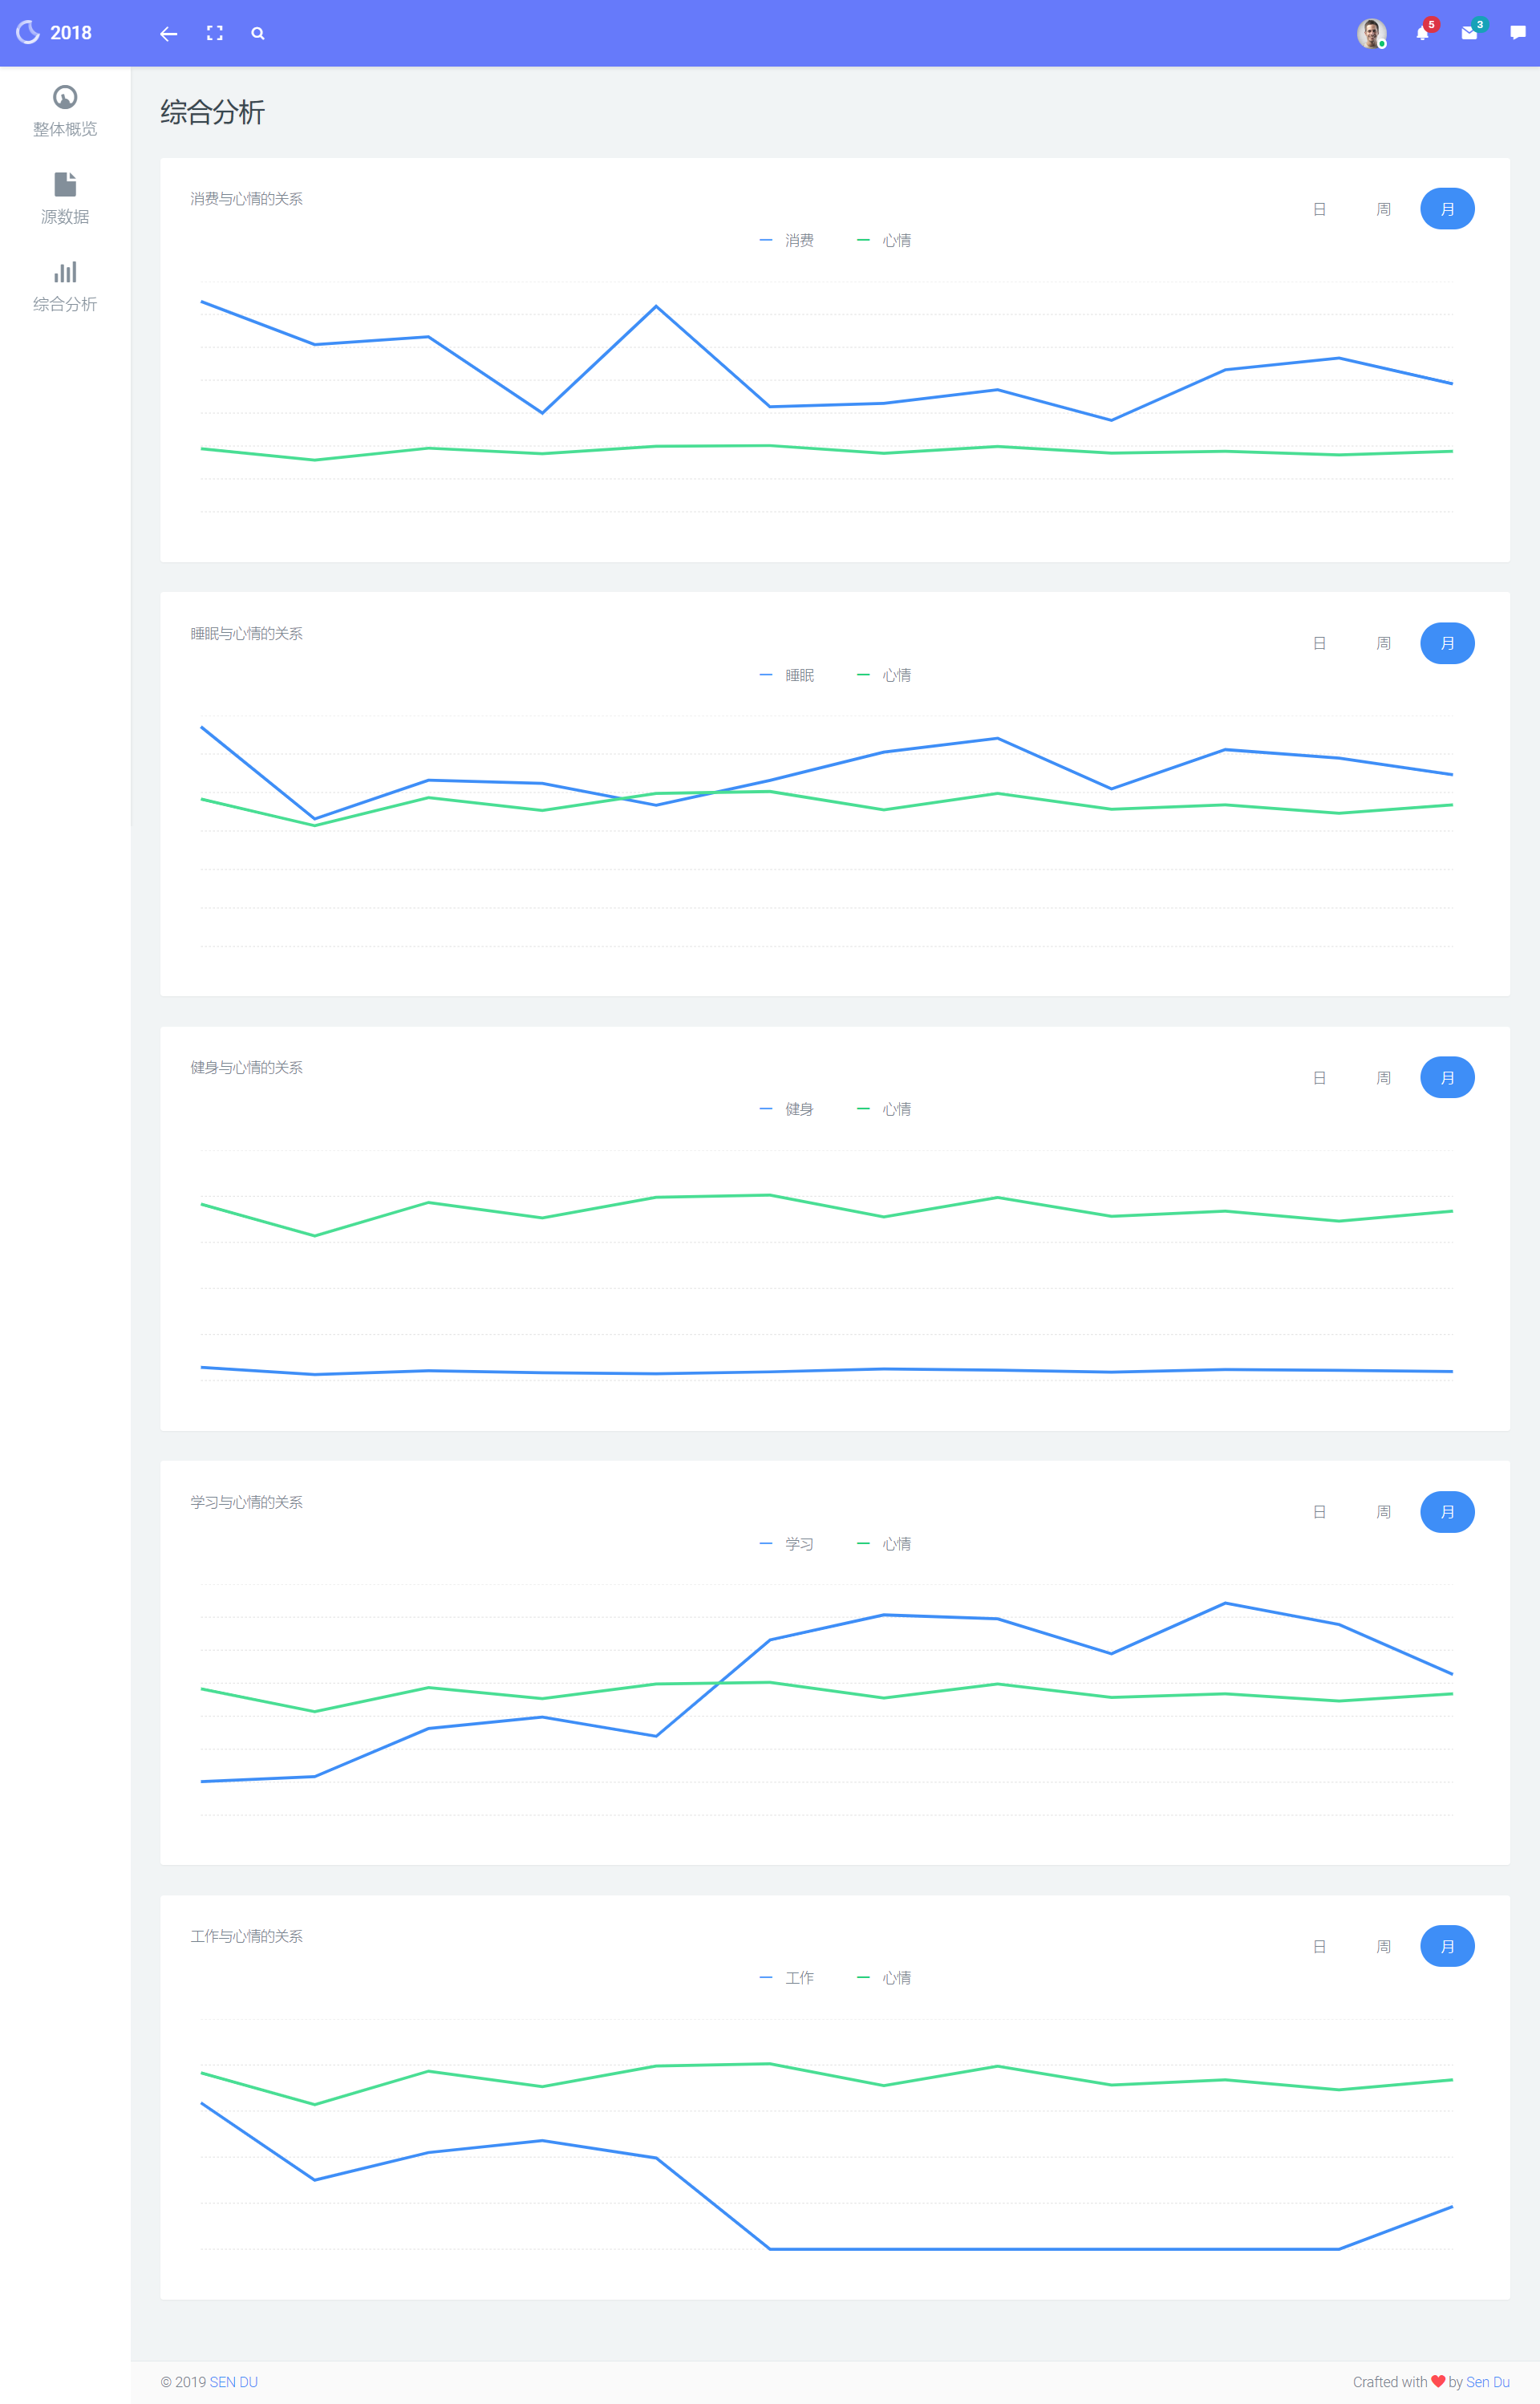 2018
5
3
整体概览
源数据
综合分析
综合分析
消费与心情的关系
日 周 月
消费 心情
睡眠与心情的关系
日 周 月
睡眠 心情
健身与心情的关系
日 周 月
健身 心情
学习与心情的关系
日 周 月
学习 心情
工作与心情的关系
日 周 月
工作 心情
© 2019 SEN DU
Crafted with ❤ by Sen Du